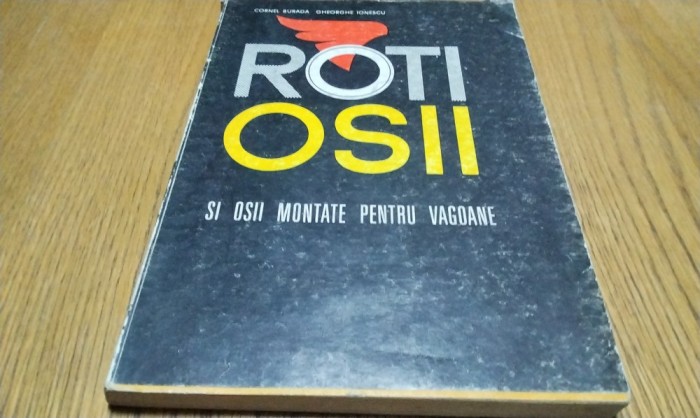 CORNEL BURADA GHEORGHE IONESCU
ROTI
OSII
SI OSII MONTATE PENTRU VAGOANE